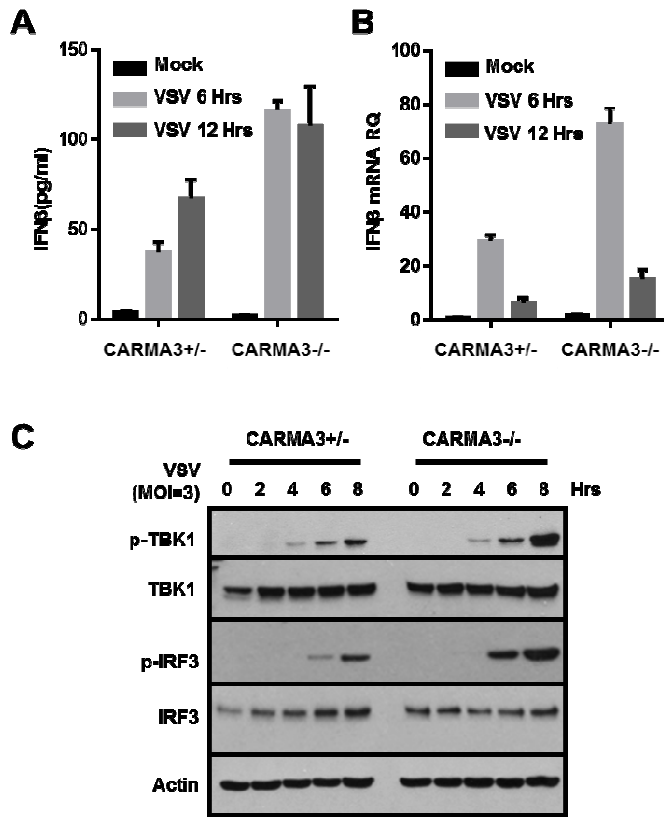 A
150
100
50
0
IFNβ(pg/ml)
Mock
VSV 6 Hrs
VSV 12 Hrs
CARMA3+/- CARMA3-/-
B
100
80
60
40
20
0
IFNβ mRNA RQ
Mock
VSV 6 Hrs
VSV 12 Hrs
CARMA3+/- CARMA3-/-
C
CARMA3+/- CARMA3-/-
VSV
(MOI=3) 0 2 4 6 8 0 2 4 6 8 Hrs
p-TBK1
TBK1
p-IRF3
IRF3
Actin